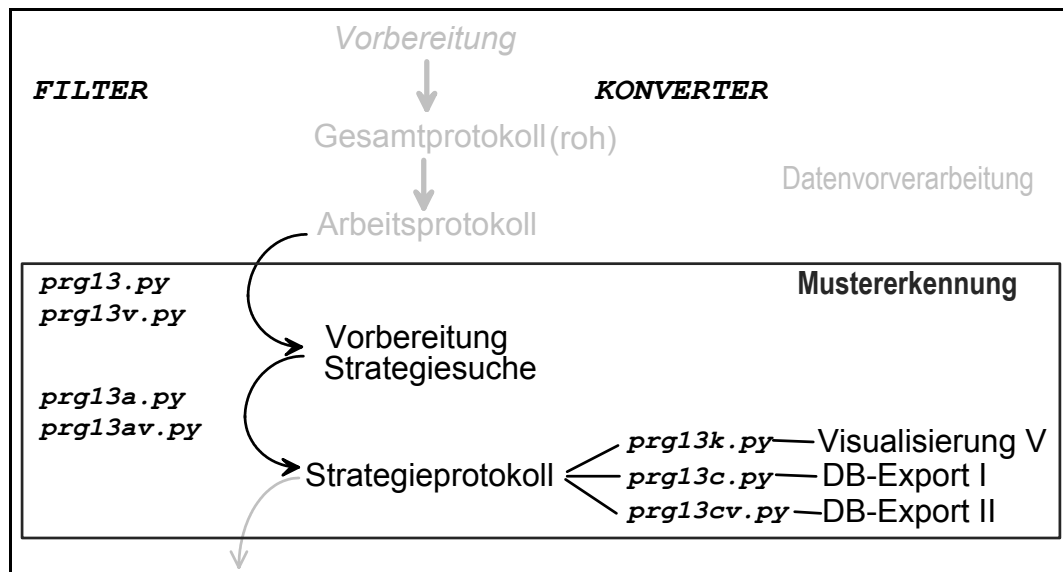 Vorbereitung
FILTER
KONVERTER
Gesamtprotokoll (roh)
Datenvorverarbeitung
Arbeitsprotokoll
prg13.py
Mustererkennung
prg13v.py
Vorbereitung
Strategiesuche
prg13a.py
prg13av.py
prg13k.py Visualisierung V
Strategieprotokoll prg13c.py DB-Export I
prg13cv.py DB-Export II